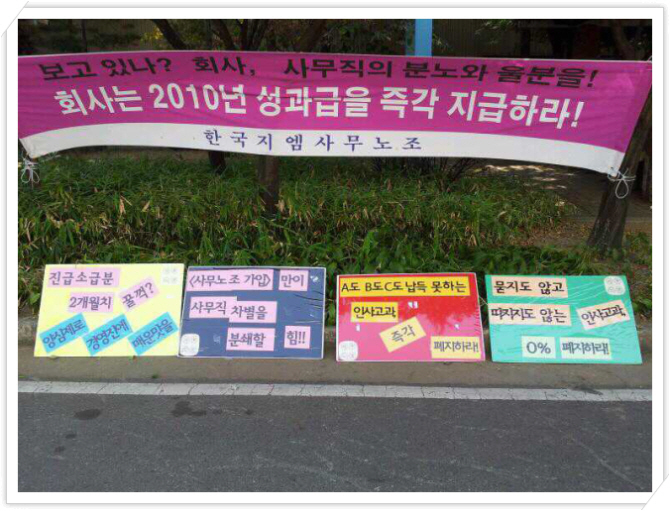 보고 있나? 회사, 사무직의 분노와 울분을!
회사는 2010년 성과급을 즉각 지급하라!
한국지엠사무노조
진급소급분
2개월치 꿀꺽?
양심제로 경영진에 매운맛을
(사무노조 가입) 만이
사무직 차별을
분쇄할 힘!!
A도 B도 C도 납득 못하는
인사고과
즉각
폐지하라!
묻지도 않고
따지지도 않는 인사고과
0% 폐지하라!